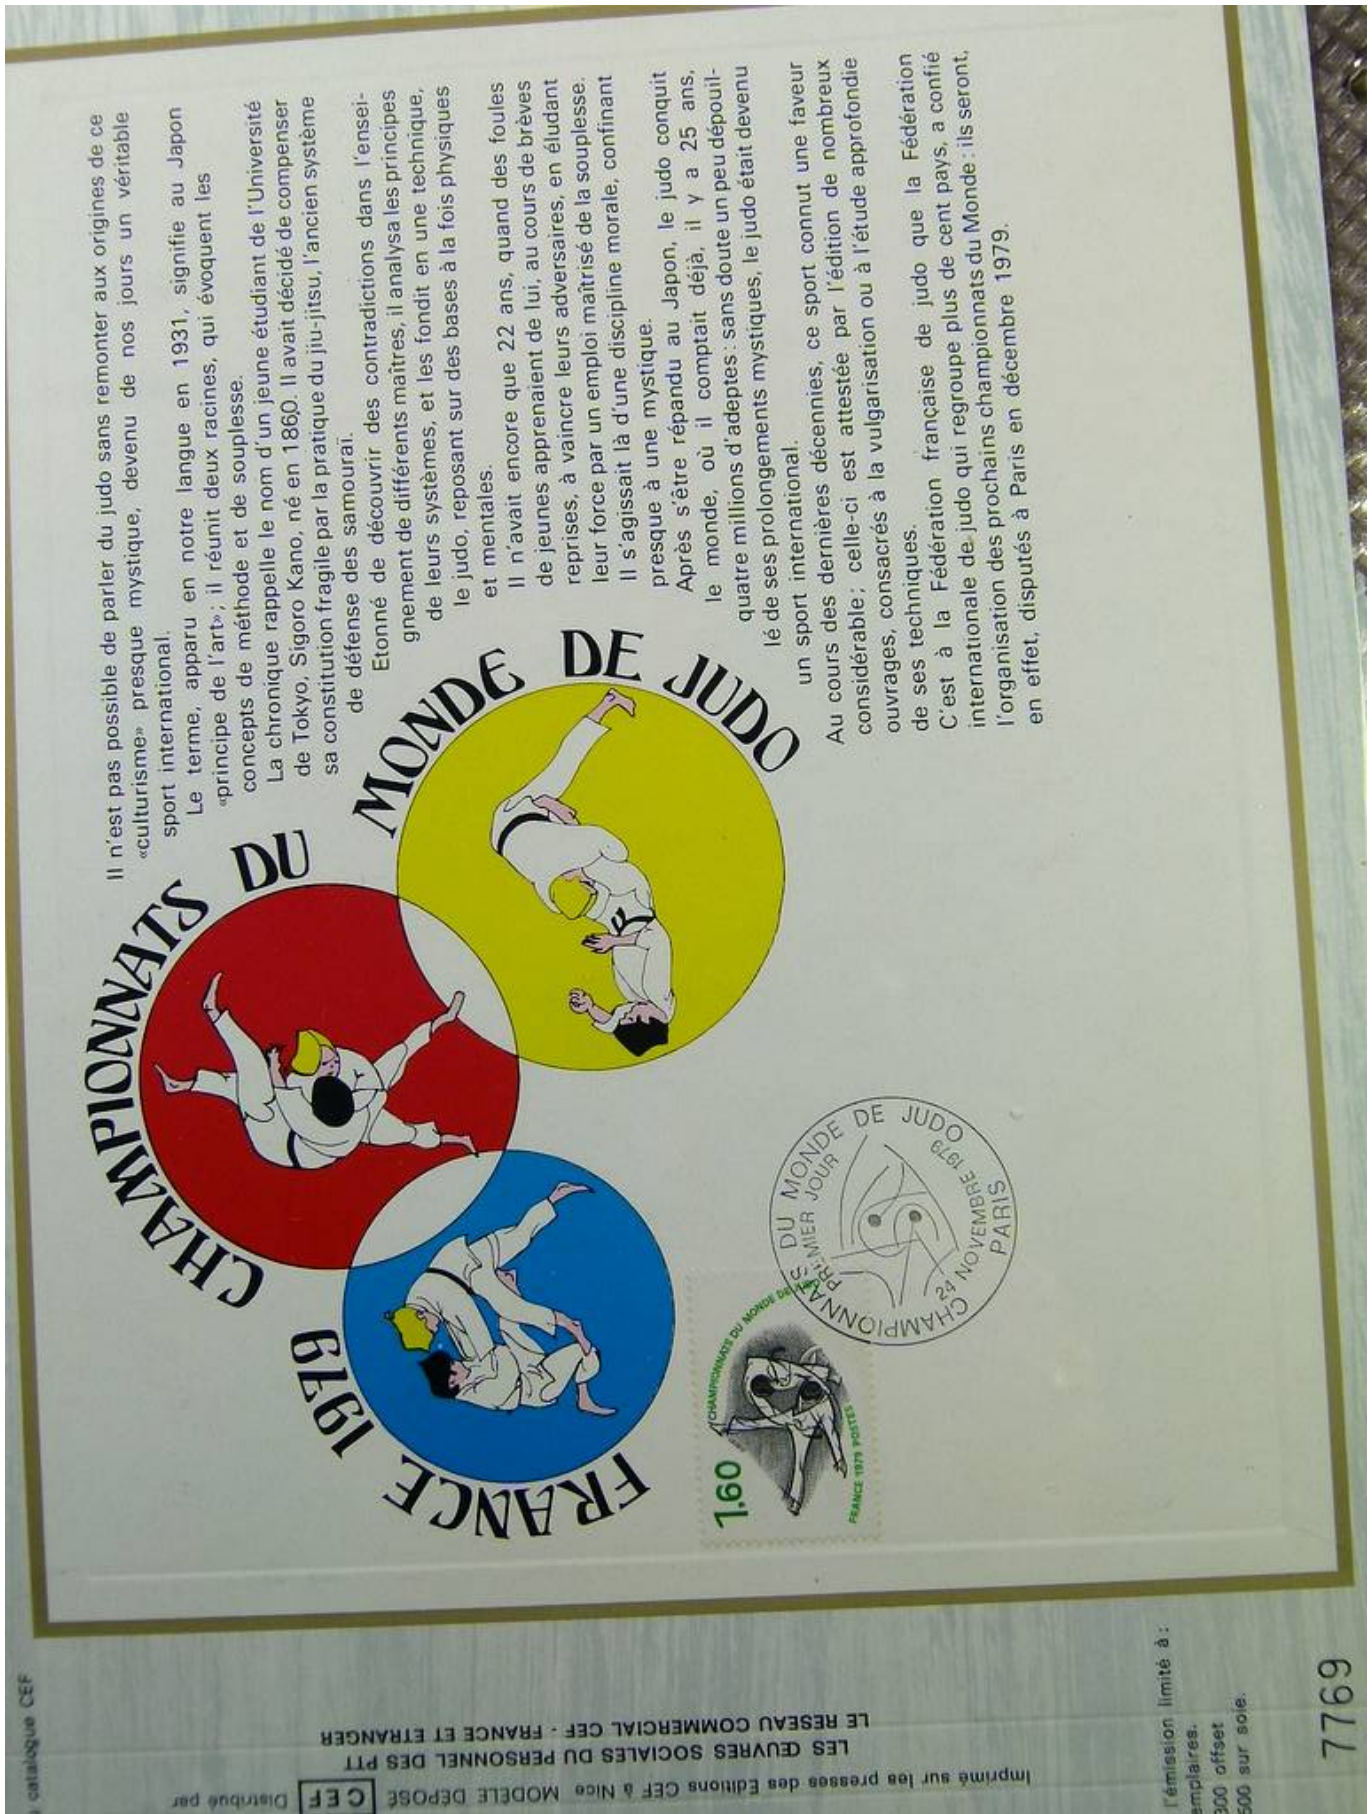 FRANCE 1979 CHAMPIONNATS DU MONDE DE JUDO
Il n'est pas possible de parler du judo sans remonter aux origines de ce
«culturisme» presque mystique, devenu de nos jours un véritable
sport international.
Le terme, apparu en notre langue en 1931, signifie au Japon
«principe de l'art»; il réunit deux racines, qui évoquent les
concepts de méthode et de souplesse.
La chronique rappelle le nom d'un jeune étudiant de l'Université
de Tokyo, Sigoro Kano, né en 1860. Il avait décidé de compenser
sa constitution fragile par la pratique du jiu-jitsu, l'ancien système
de défense des samouraï.
Etonné de découvrir des contradictions dans l'ensei-
gnement de différents maîtres, il analysa les principes
de leurs systèmes, et les fondit en une technique,
le judo, reposant sur des bases à la fois physiques
et mentales.
Il n'avait encore que 22 ans, quand des foules
de jeunes apprenaient de lui, au cours de brèves
reprises, à vaincre leurs adversaires, en éludant
leur force par un emploi maîtrisé de la souplesse.
Il s'agissait là d'une discipline morale, confinant
presque à une mystique.
Après s'être répandu au Japon, le judo conquit
le monde, où il comptait déjà, il y a 25 ans,
quatre millions d'adeptes : sans doute un peu dépouil-
lé de ses prolongements mystiques, le judo était devenu
un sport international.
Au cours des dernières décennies, ce sport connut une faveur
considérable; celle-ci est attestée par l'édition de nombreux
ouvrages, consacrés à la vulgarisation ou à l'étude approfondie
de ses techniques.
C'est à la Fédération française de judo que la Fédération
internationale de judo qui regroupe plus de cent pays, a confié
l'organisation des prochains championnats du Monde : ils seront,
en effet, disputés à Paris en décembre 1979.
1.60
CHAMPIONNATS DU MONDE DE
FRANCE 1979 POSTES
CHAMPIONNATS DU MONDE DE JUDO
PREMIER JOUR
24 NOVEMBRE 1979
PARIS
catalogue CEF
Imprimé sur les presses des Editions CEF à Nice MODÈLE DÉPOSÉ CEF Distribué par
LES ŒUVRES SOCIALES DU PERSONNEL DES PTT
LE RESEAU COMMERCIAL CEF - FRANCE ET ETRANGER
l'émission limité à :
emplaires.
300 offset
500 sur soie.
7769